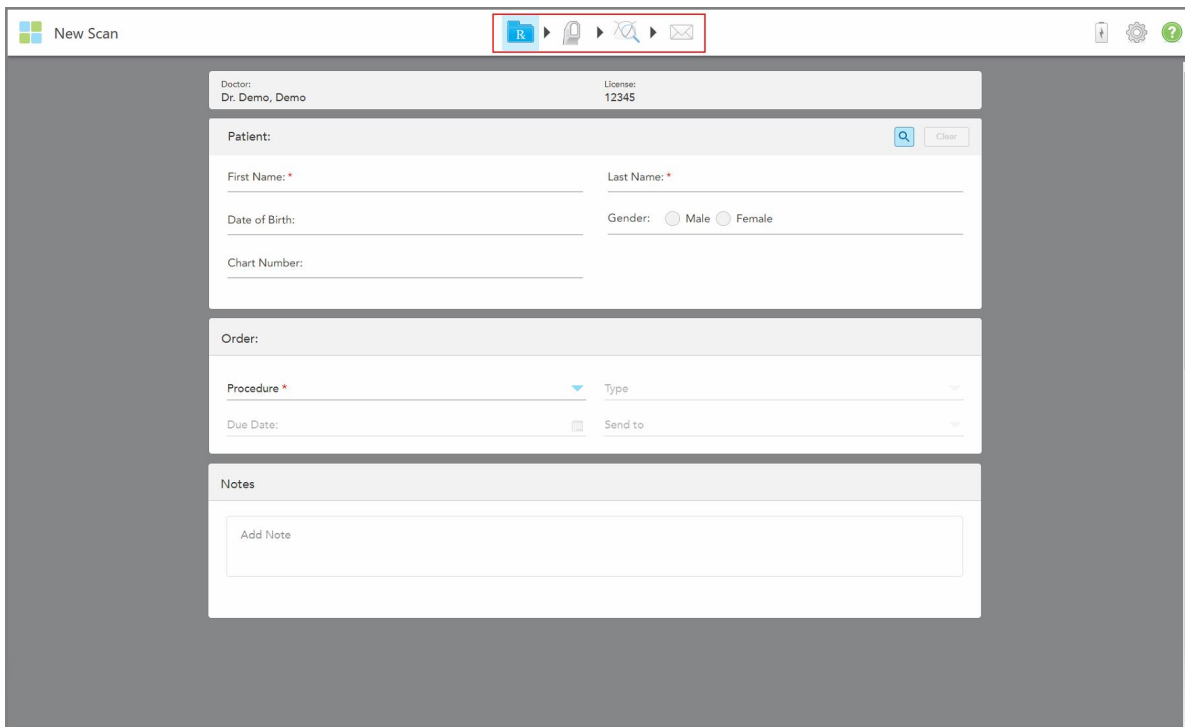 New Scan
R
?
Doctor:
License:
Dr. Demo, Demo
12345
Patient:
Clear
First Name: *
Last Name: *
Date of Birth:
Gender: Male Female
Chart Number:
Order:
Procedure *
Type
Due Date:
Send to
Notes
Add Note